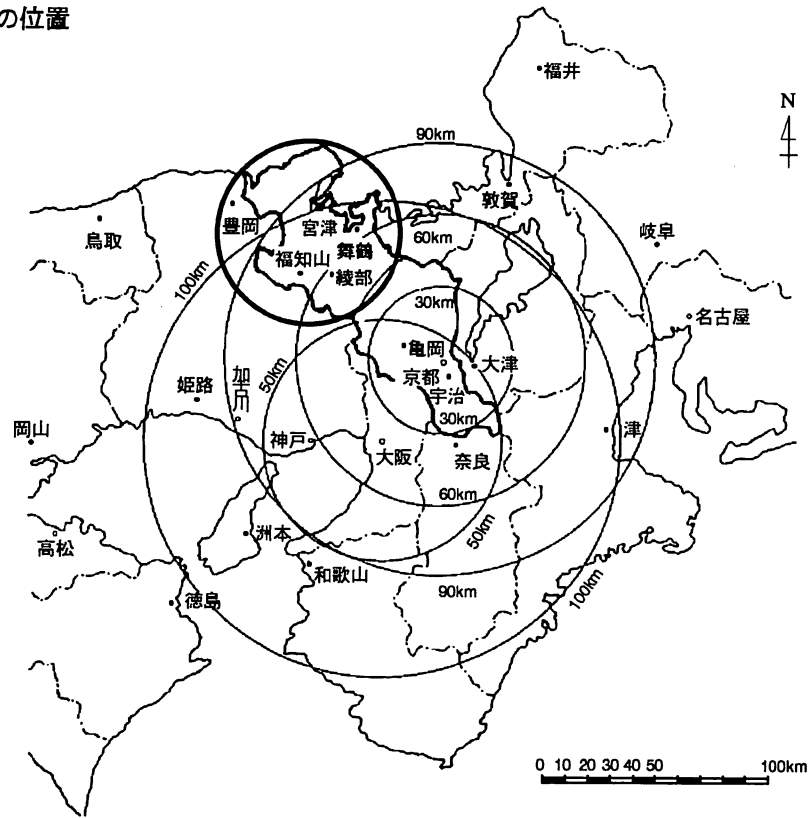 の位置
福井
N
90km
敦賀
豊岡
宮津
60km
岐阜
鳥取
舞鶴
福知山
綾部
100km
30km
名古屋
亀岡
大津
50km
京都
姫路
加古川
宇治
30km
岡山
神戸
津
大阪
奈良
60km
洲本
50km
高松
和歌山
90km
100km
徳島
0 10 20 30 40 50 100km